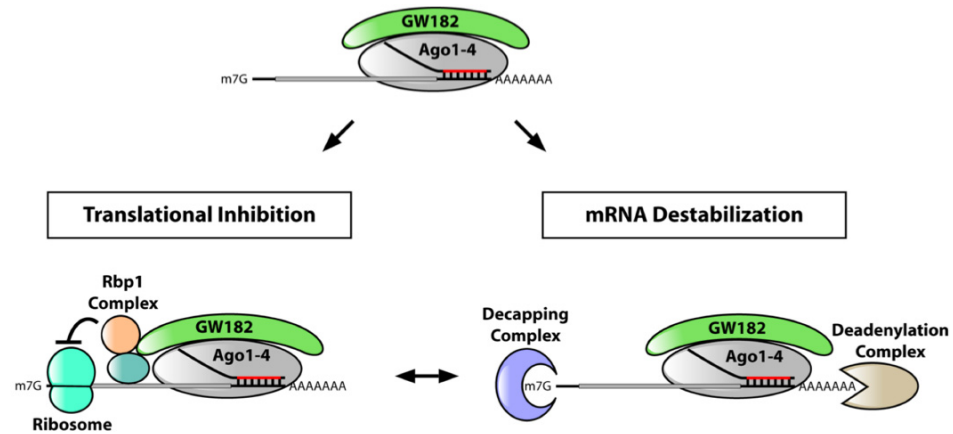 GW182
Ago1-4
m7G
AAAAAAA
Translational Inhibition
mRNA Destabilization
Rbp1
Complex
GW182
Ago1-4
m7G
AAAAAAA
Ribosome
Decapping
Complex
GW182
Ago1-4
Deadenylation
Complex
m7G
AAAAAAA